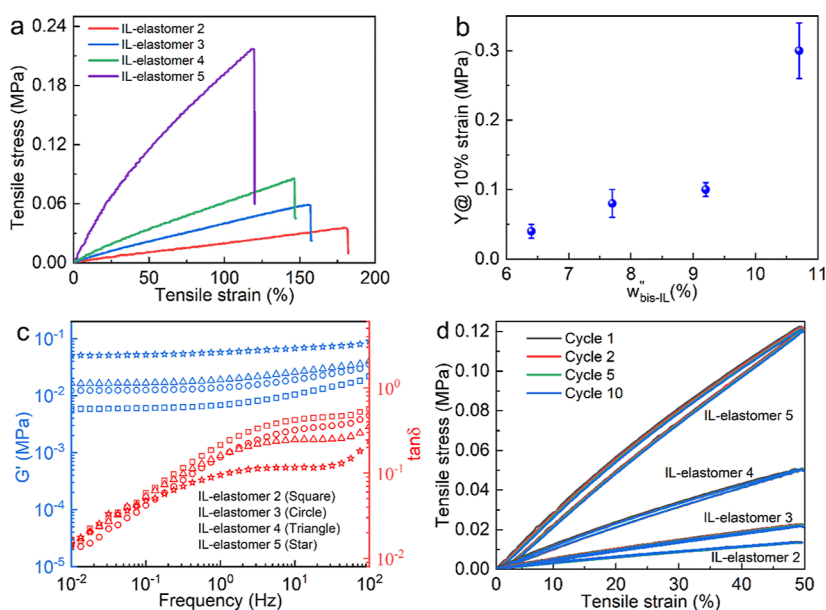 a
IL-elastomer 2
IL-elastomer 3
IL-elastomer 4
IL-elastomer 5
Tensile stress (MPa)
0.24
0.18
0.12
0.06
0.00
0 50 100 150 200
Tensile strain (%)
b
Y@ 10% strain (MPa)
0.3
0.2
0.1
0.0
6 7 8 9 10 11
w"bis-IL(%)
c
G' (MPa)
10-1
10-2
10-3
10-4
10-5
tanδ
100
10-1
10-2
IL-elastomer 2 (Square)
IL-elastomer 3 (Circle)
IL-elastomer 4 (Triangle)
IL-elastomer 5 (Star)
10-2 10-1 100 101 102
Frequency (Hz)
d
Cycle 1
Cycle 2
Cycle 5
Cycle 10
Tensile stress (MPa)
0.12
0.10
0.08
0.06
0.04
0.02
0.00
IL-elastomer 5
IL-elastomer 4
IL-elastomer 3
IL-elastomer 2
0 10 20 30 40 50
Tensile strain (%)